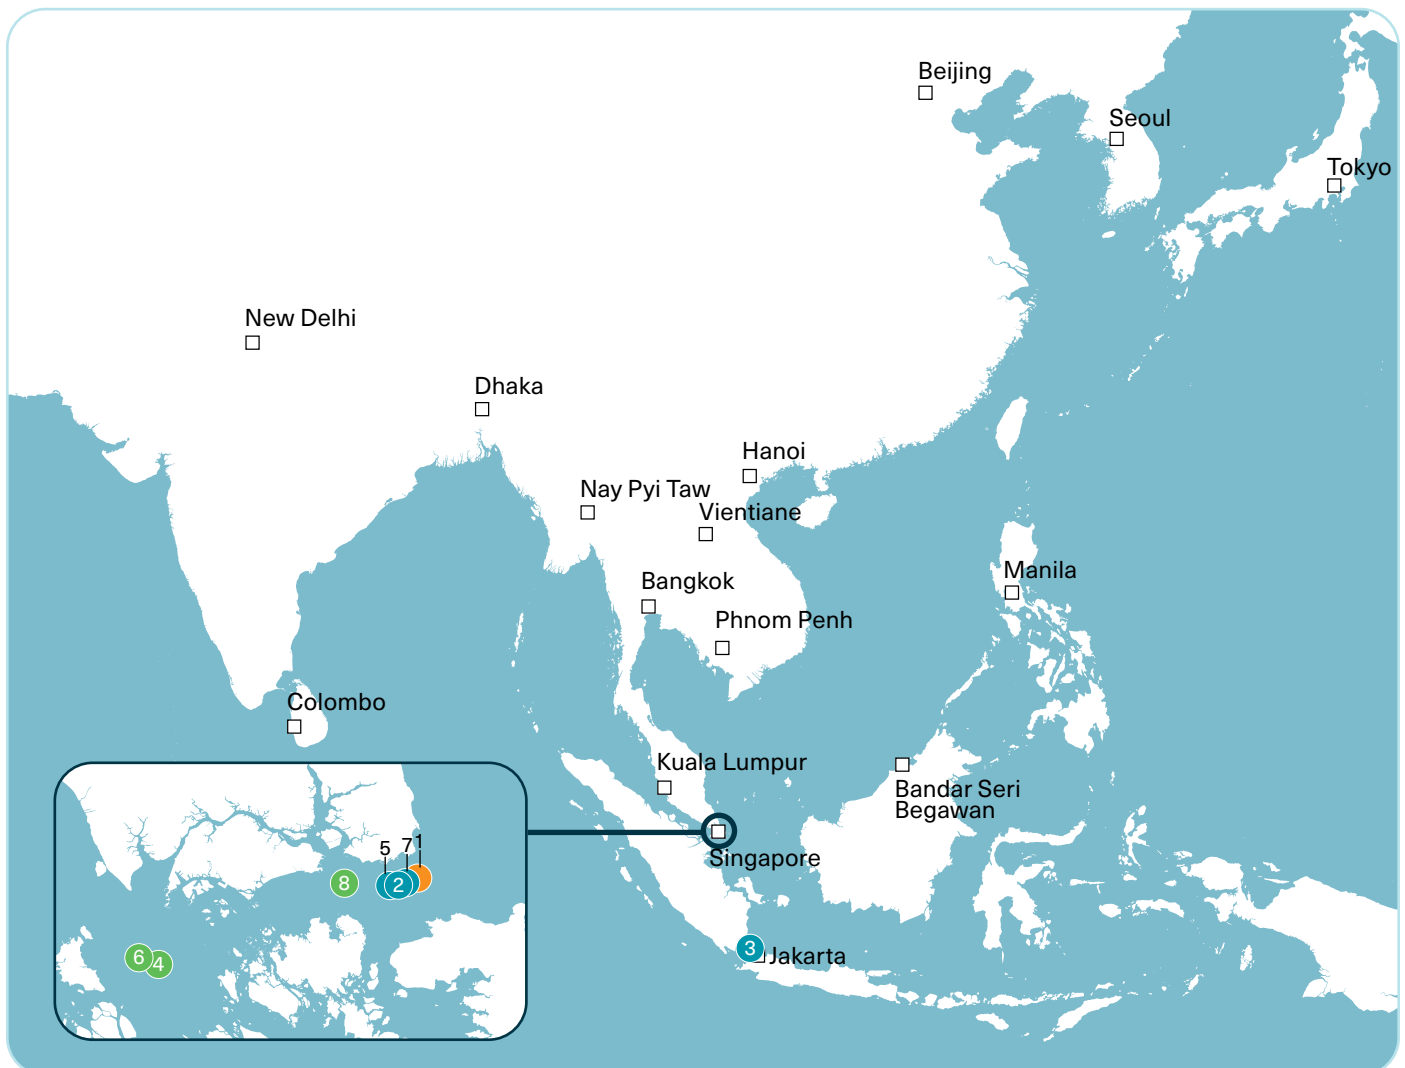 Beijing
Seoul
Tokyo
New Delhi
Dhaka
Hanoi
Nay Pyi Taw
Vientiane
Manila
Bangkok
Phnom Penh
Colombo
Kuala Lumpur
Bandar Seri
Begawan
Singapore
5
7
1
8
2
6
4
3
Jakarta